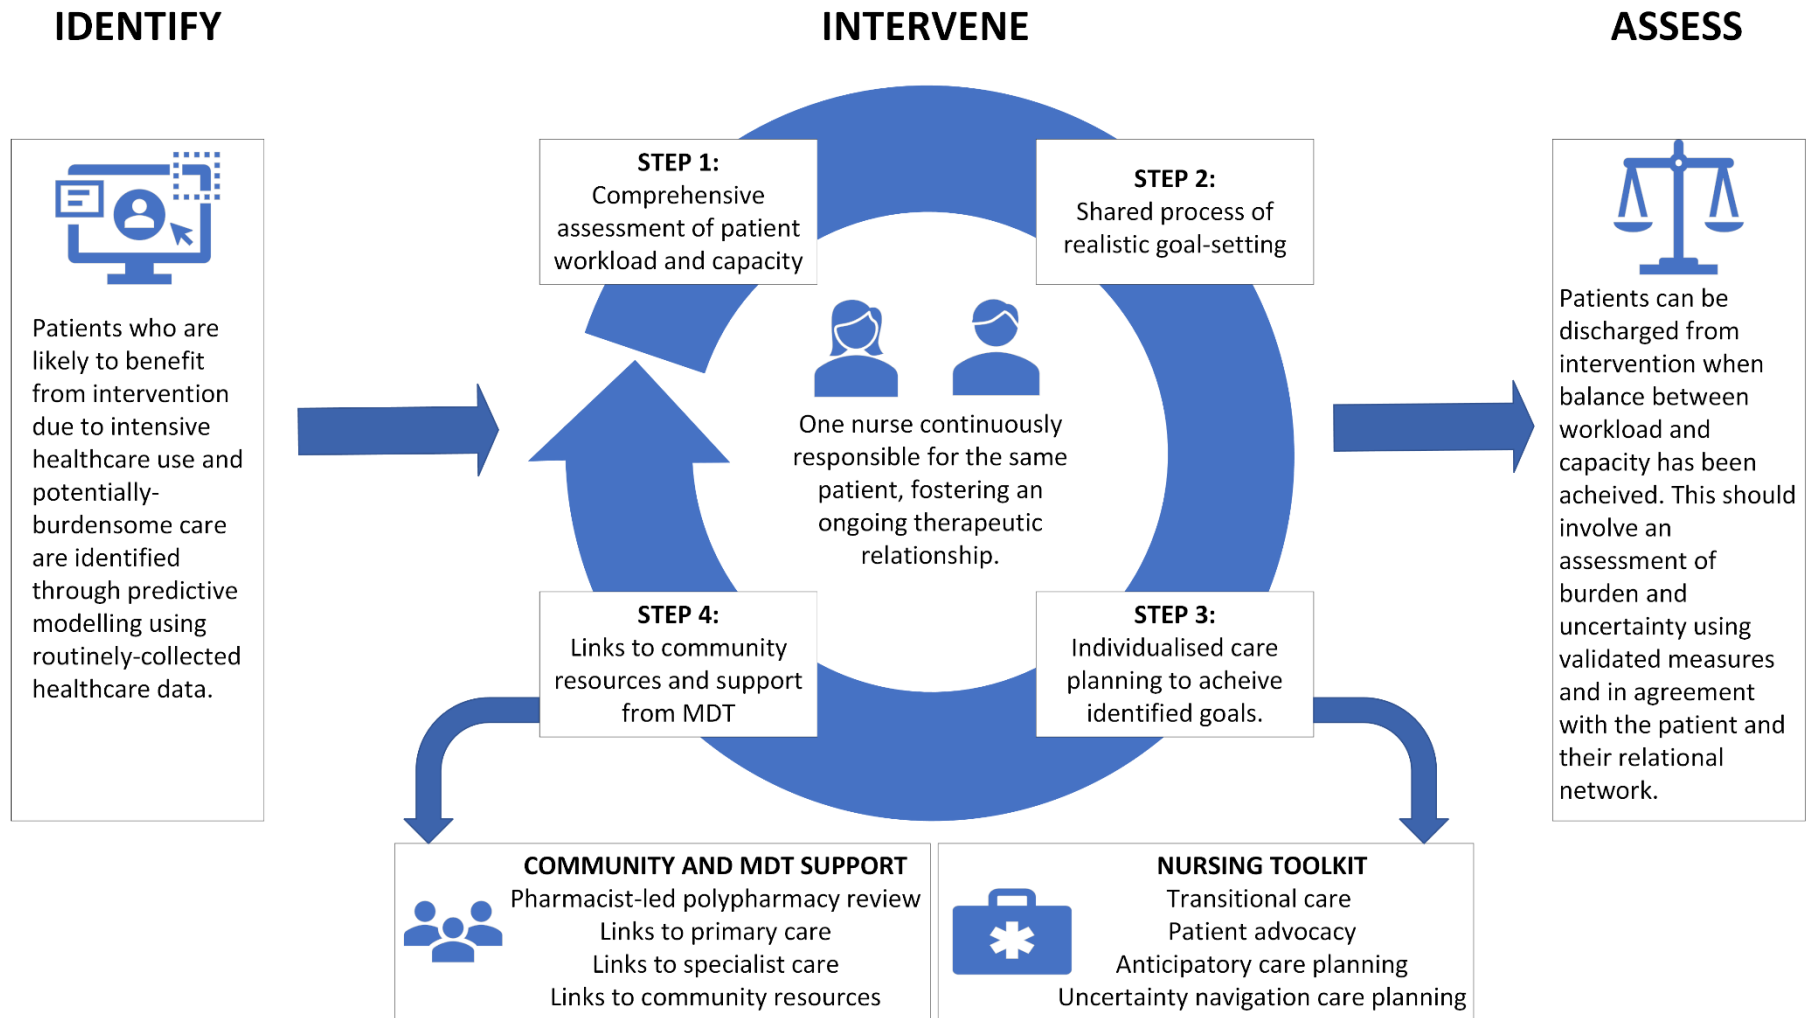 IDENTIFY
INTERVENE
ASSESS
Patients who are
likely to benefit
from intervention
due to intensive
healthcare use and
potentially-
burdensome care
are identified
through predictive
modelling using
routinely-collected
healthcare data.
STEP 1:
Comprehensive
assessment of patient
workload and capacity
STEP 2:
Shared process of
realistic goal-setting
One nurse continuously
responsible for the same
patient, fostering an
ongoing therapeutic
relationship.
STEP 4:
Links to community
resources and support
from MDT
STEP 3:
Individualised care
planning to acheive
identified goals.
COMMUNITY AND MDT SUPPORT
Pharmacist-led polypharmacy review
Links to primary care
Links to specialist care
Links to community resources
NURSING TOOLKIT
Transitional care
Patient advocacy
Anticipatory care planning
Uncertainty navigation care planning
Patients can be
discharged from
intervention when
balance between
workload and
capacity has been
acheived. This should
involve an
assessment of
burden and
uncertainty using
validated measures
and in agreement
with the patient and
their relational
network.